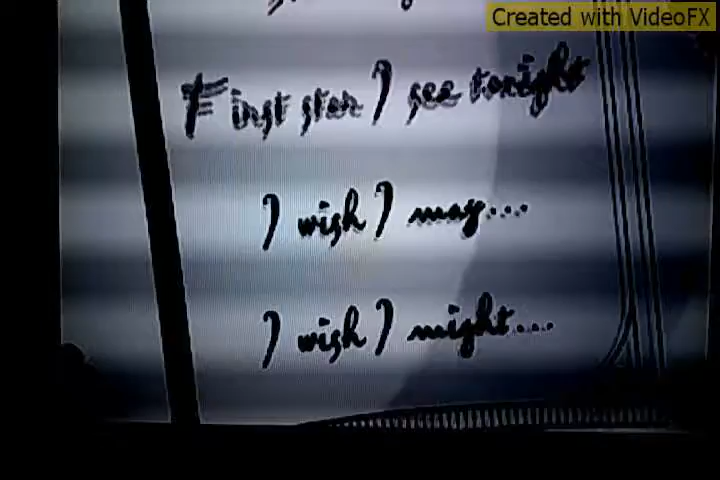 Created with VideoFX
First star I see tonight
I wish I may...
I wish I might....